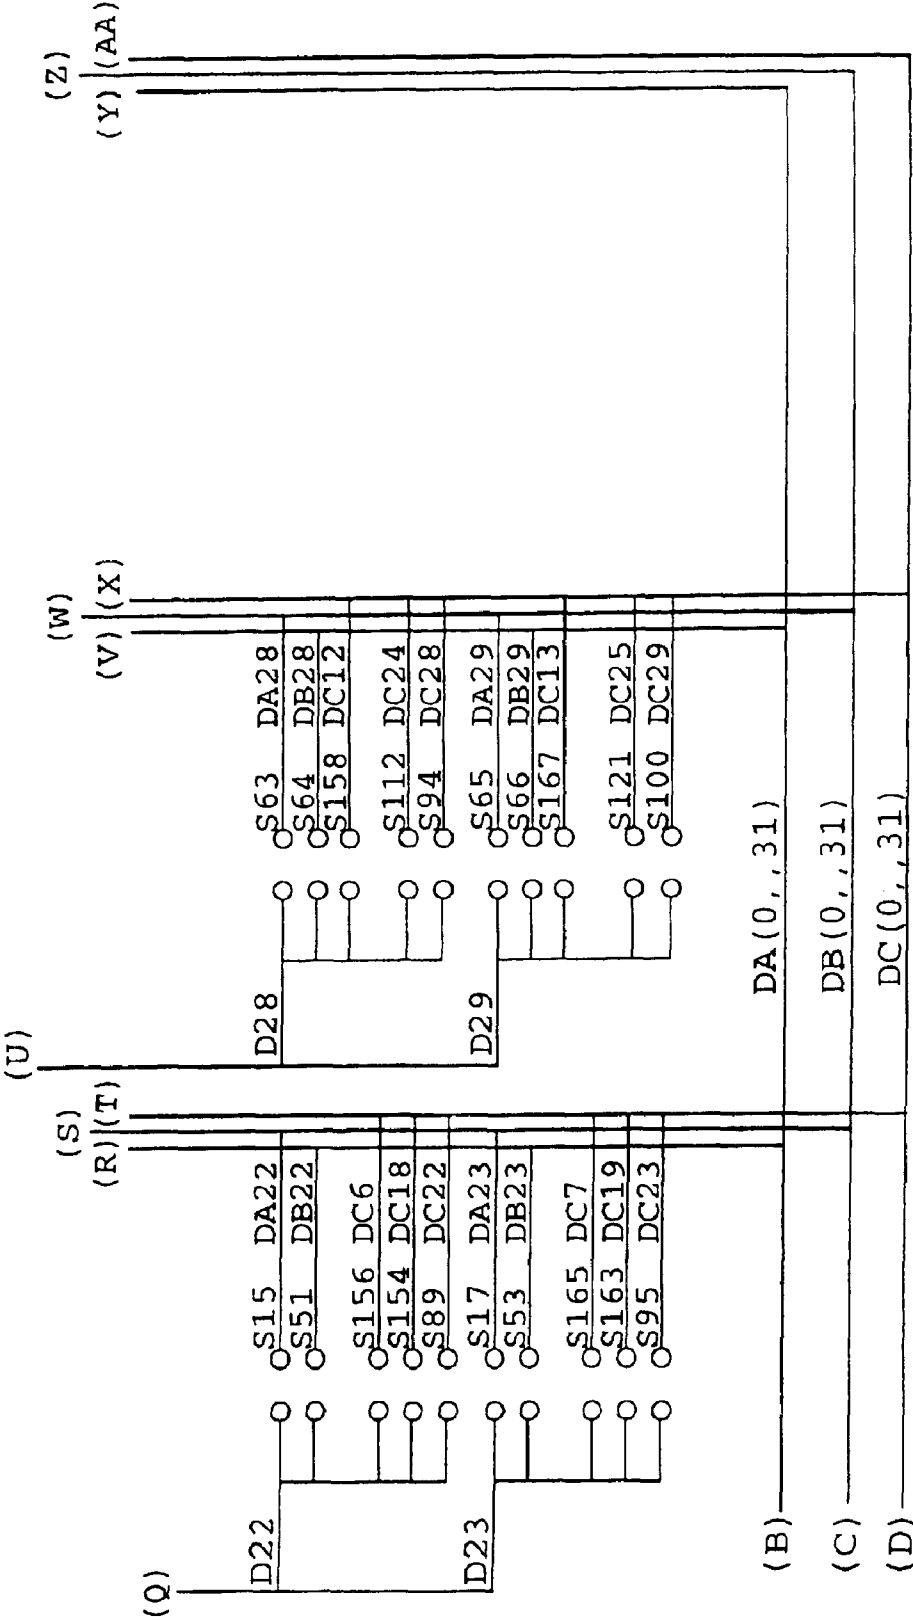 (Z)
(Y) (AA)
(W)
(V) (X)
S63 DA28
S64 DB28
S158 DC12
S112 DC24
S94 DC28
S65 DA29
S66 DB29
S167 DC13
S121 DC25
S100 DC29
D28
D29
(U)
DA(0,,31)
DB(0,,31)
DC(0,,31)
(S)
(R) (T)
S15 DA22
S51 DB22
S156 DC6
S154 DC18
S89 DC22
S17 DA23
S53 DB23
S165 DC7
S163 DC19
S95 DC23
D22
D23
(Q)
(B)
(C)
(D)